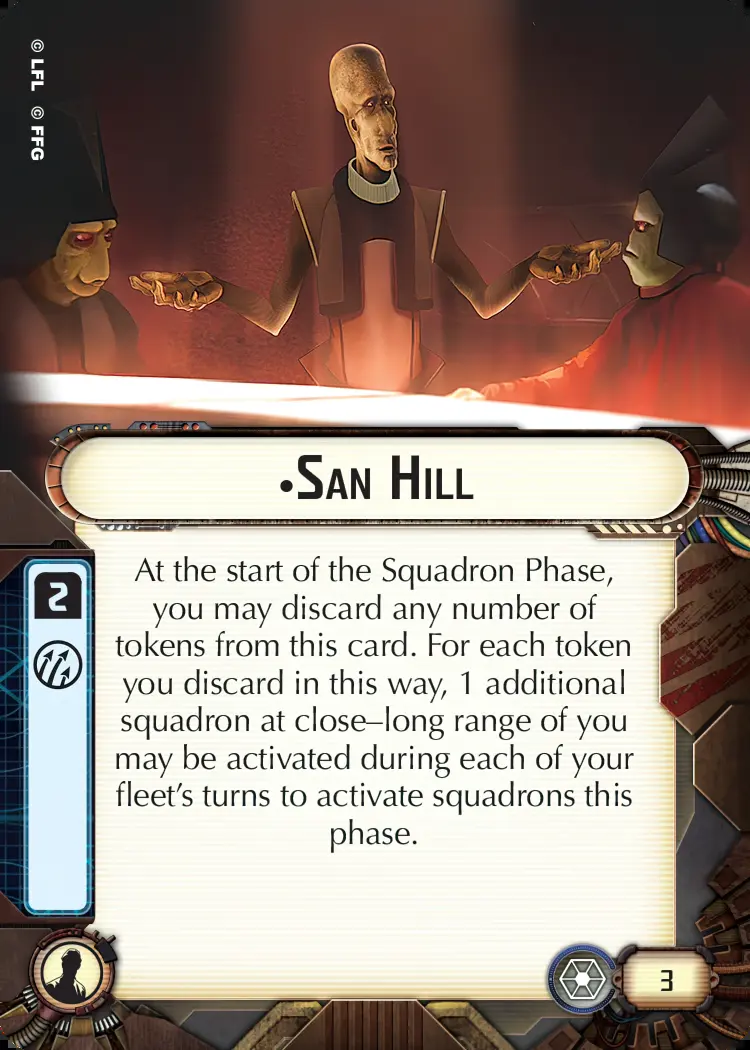 © LFL © FFG
•San Hill
At the start of the Squadron Phase,
you may discard any number of
tokens from this card. For each token
you discard in this way, 1 additional
squadron at close–long range of you
may be activated during each of your
fleet's turns to activate squadrons this
phase.
2
3